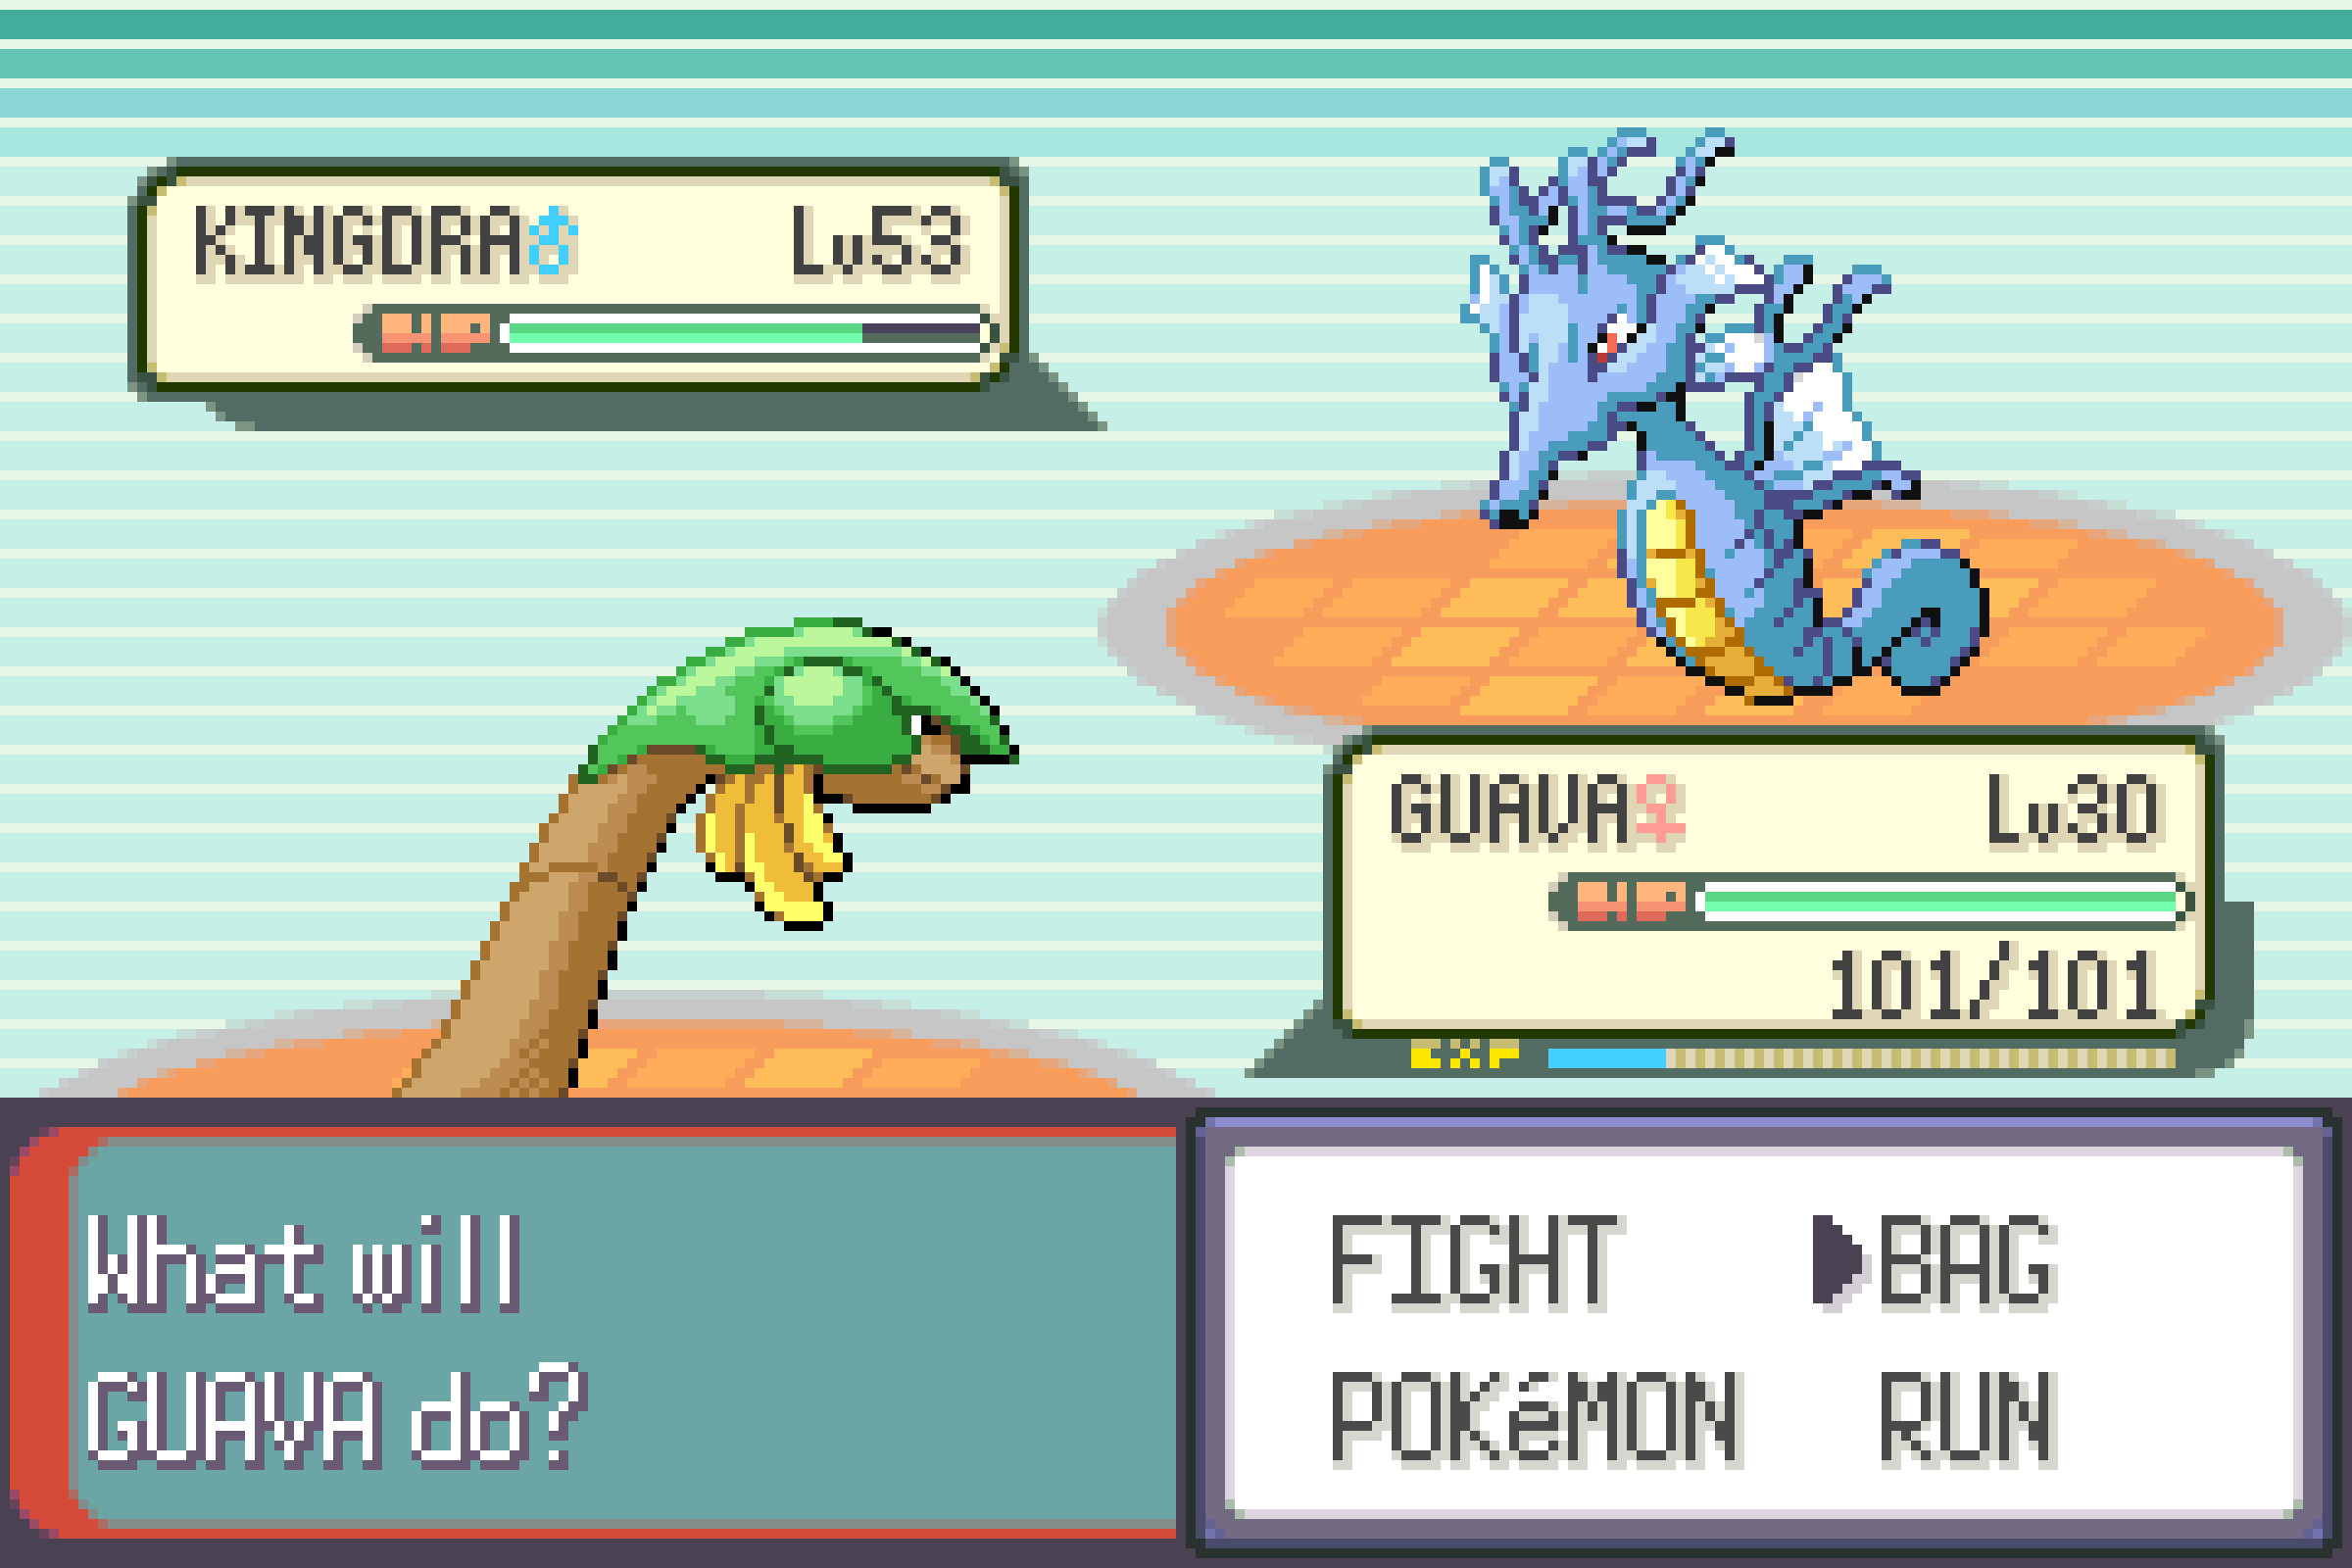 KINGDRA♂ Lv53
HP
GUAVA♀ Lv30
HP
101/101
EXP
What will
GUAVA do?
FIGHT ▶BAG
POKéMON RUN